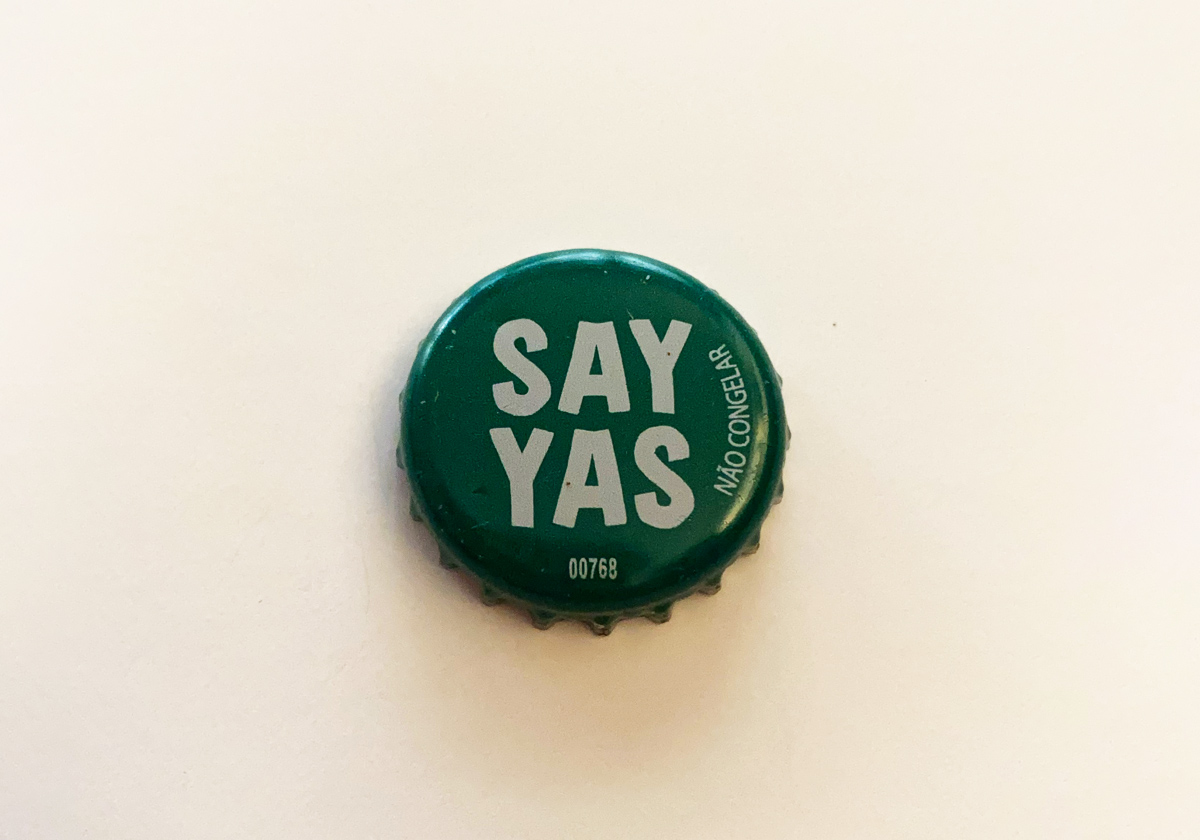 SAY
YAS
NÃO CONGELAR
00768